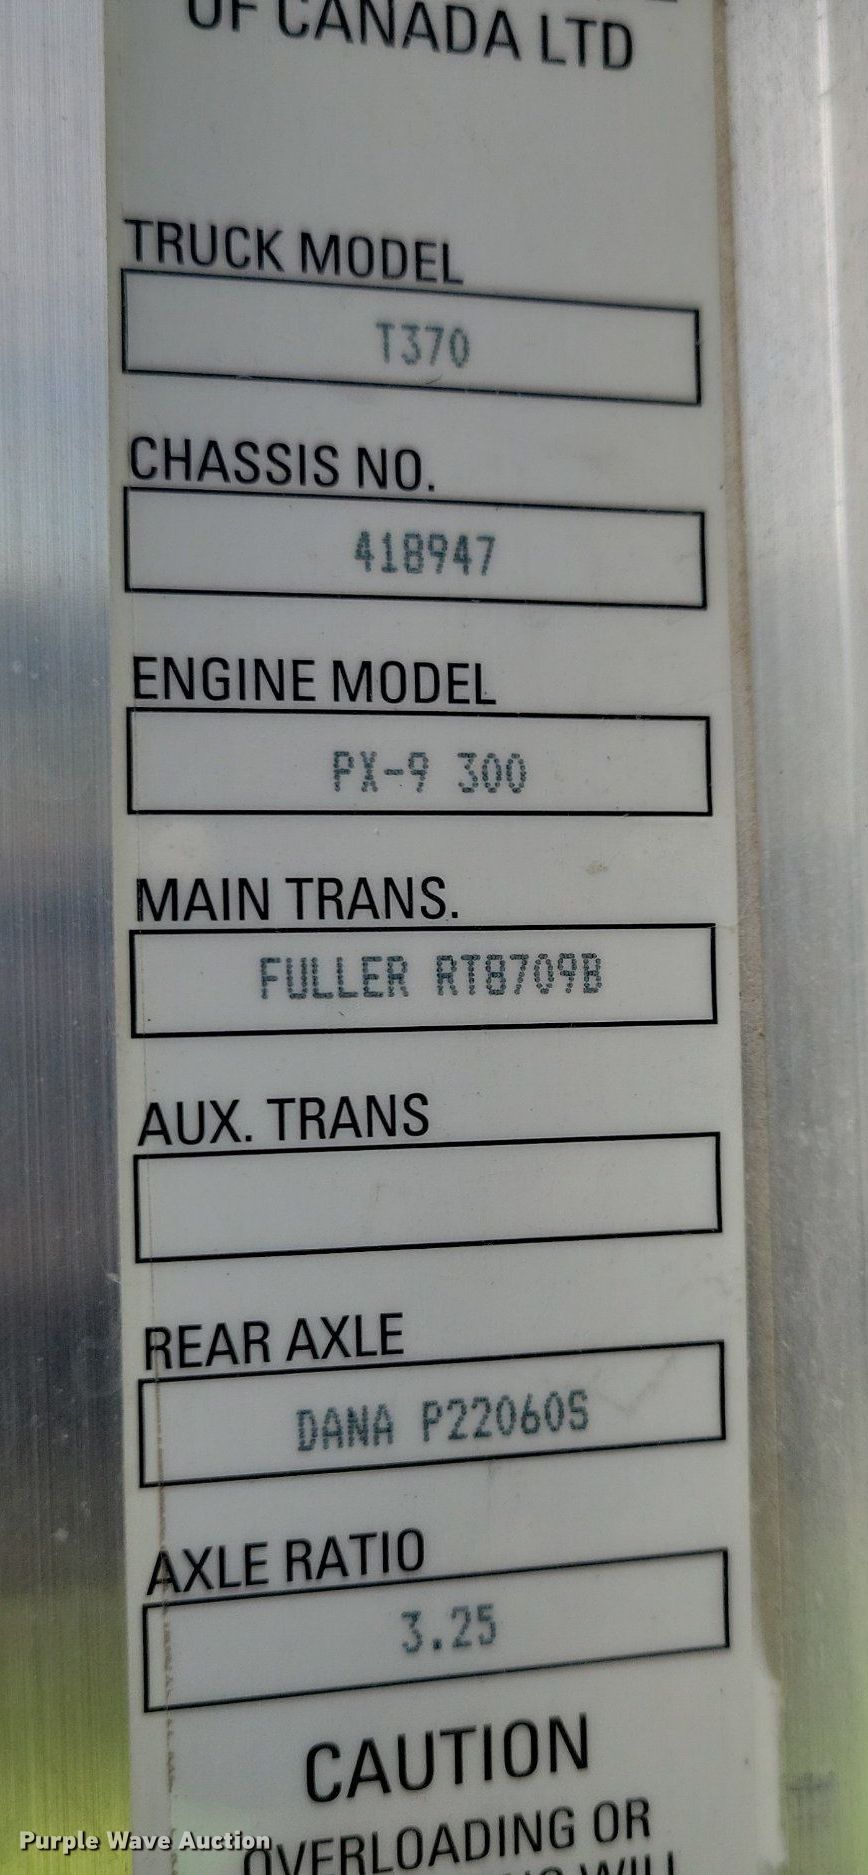 OF CANADA LTD
TRUCK MODEL
T370
CHASSIS NO.
418947
ENGINE MODEL
PX-9 300
MAIN TRANS.
FULLER RT8709B
AUX. TRANS
REAR AXLE
DANA P22060S
AXLE RATIO
3.25
CAUTION
OVERLOADING OR
WILL
Purple Wave Auction